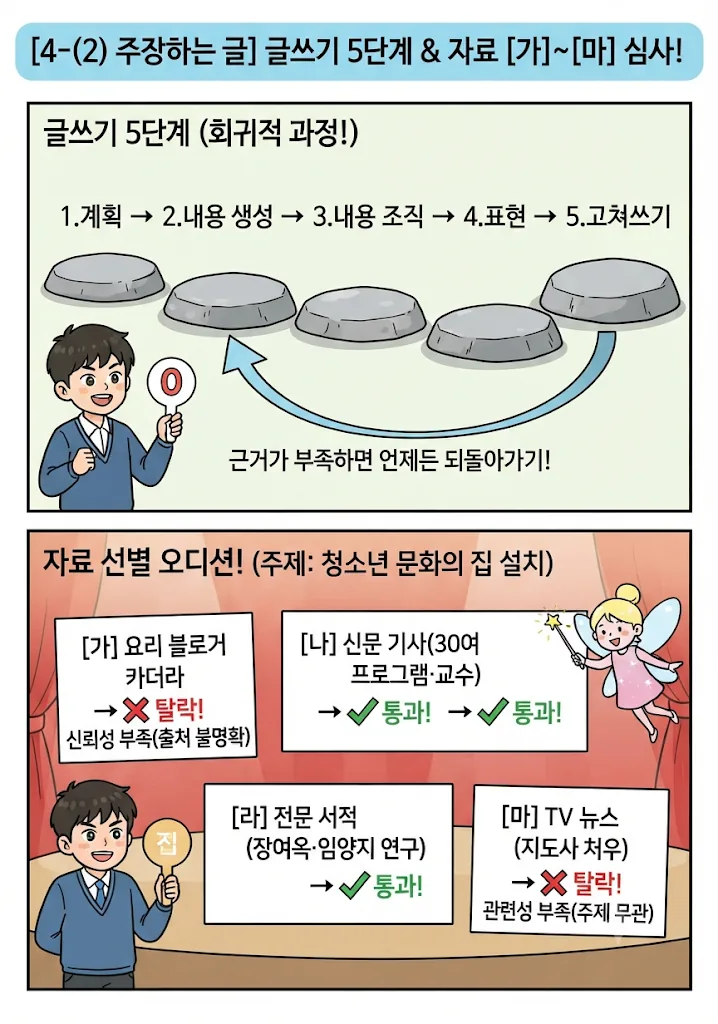 [4-(2) 주장하는 글] 글쓰기 5단계 & 자료 [가]~[마] 심사!
글쓰기 5단계 (회귀적 과정!)
1.계획 → 2.내용 생성 → 3.내용 조직 → 4.표현 → 5.고쳐쓰기
O
근거가 부족하면 언제든 되돌아가기!
자료 선별 오디션! (주제: 청소년 문화의 집 설치)
[가] 요리 블로거
카더라
→ ❌ 탈락!
신뢰성 부족(출처 불명확)
[나] 신문 기사(30여
프로그램·교수)
→ ✔ 통과! → ✔ 통과!
집
[라] 전문 서적
(장여옥·임양지 연구)
→ ✔ 통과!
[마] TV 뉴스
(지도사 처우)
→ ❌ 탈락!
관련성 부족(주제 무관)